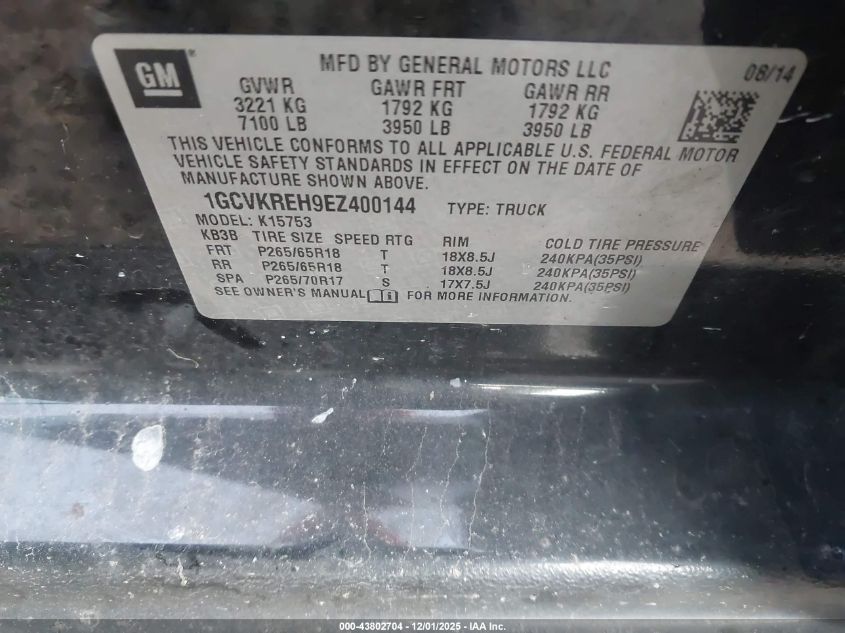 GM
MFD BY GENERAL MOTORS LLC
08/14
GVWR GAWR FRT GAWR RR
3221 KG 1792 KG 1792 KG
7100 LB 3950 LB 3950 LB
THIS VEHICLE CONFORMS TO ALL APPLICABLE U.S. FEDERAL MOTOR
VEHICLE SAFETY STANDARDS IN EFFECT ON THE DATE OF
MANUFACTURE SHOWN ABOVE.
1GCVKREH9EZ400144 TYPE: TRUCK
MODEL: K15753
KB3B TIRE SIZE SPEED RTG RIM COLD TIRE PRESSURE
FRT P265/65R18 T 18X8.5J 240KPA(35PSI)
RR P265/65R18 T 18X8.5J 240KPA(35PSI)
SPA P265/70R17 S 17X7.5J 240KPA(35PSI)
SEE OWNER'S MANUAL FOR MORE INFORMATION.
000-43802704 - 12/01/2025 - IAA Inc.